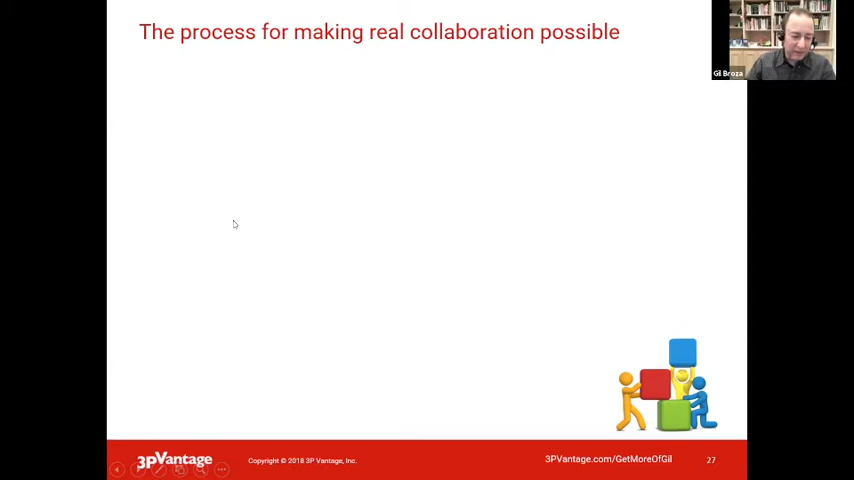 The process for making real collaboration possible
Gil Broza
3PVantage
Copyright © 2018 3P Vantage, Inc.
3PVantage.com/GetMoreOfGil
27